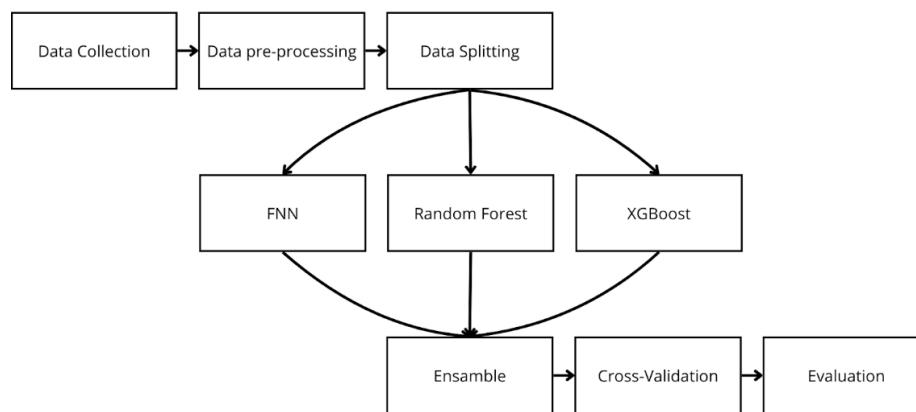 Data Collection
Data pre-processing
Data Splitting
FNN
Random Forest
XGBoost
Ensamble
Cross-Validation
Evaluation